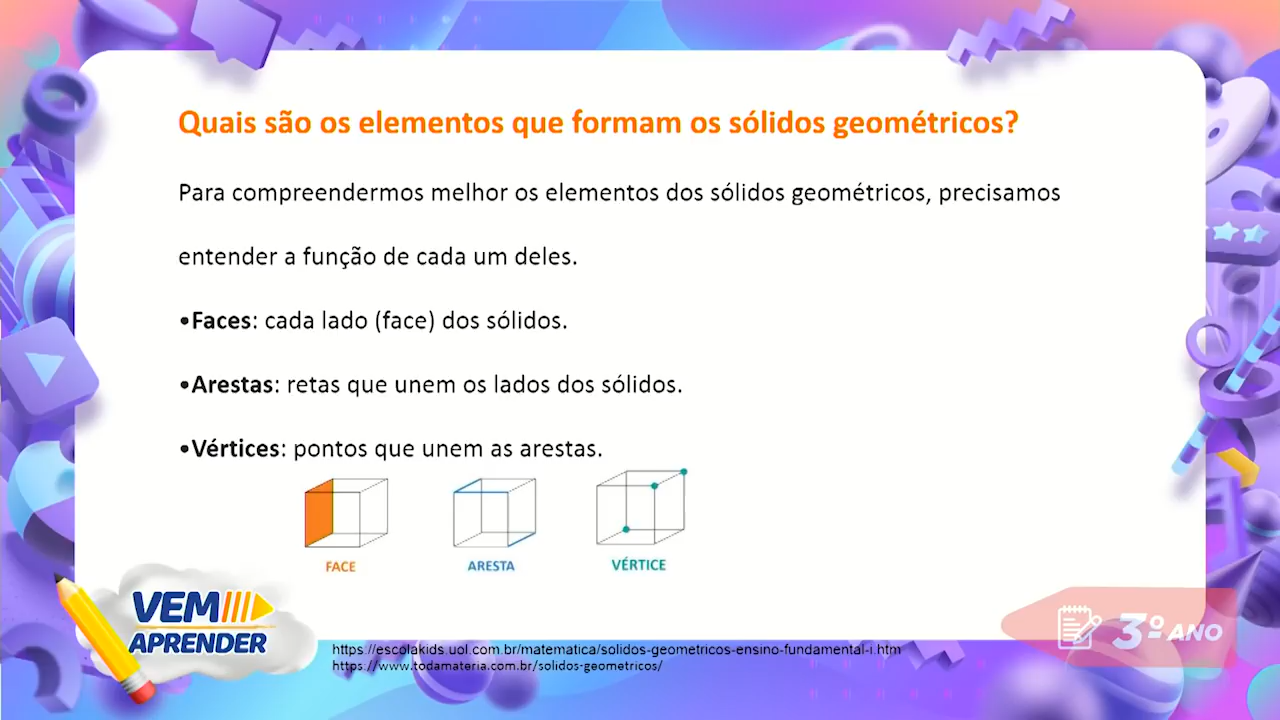 Quais são os elementos que formam os sólidos geométricos?
Para compreendermos melhor os elementos dos sólidos geométricos, precisamos
entender a função de cada um deles.
•Faces: cada lado (face) dos sólidos.
•Arestas: retas que unem os lados dos sólidos.
•Vértices: pontos que unem as arestas.
FACE
ARESTA
VÉRTICE
VEM
APRENDER
3º ANO
https://escolakids.uol.com.br/matematica/solidos-geometricos-ensino-fundamental-i.htm
https://www.todamateria.com.br/solidos-geometricos/